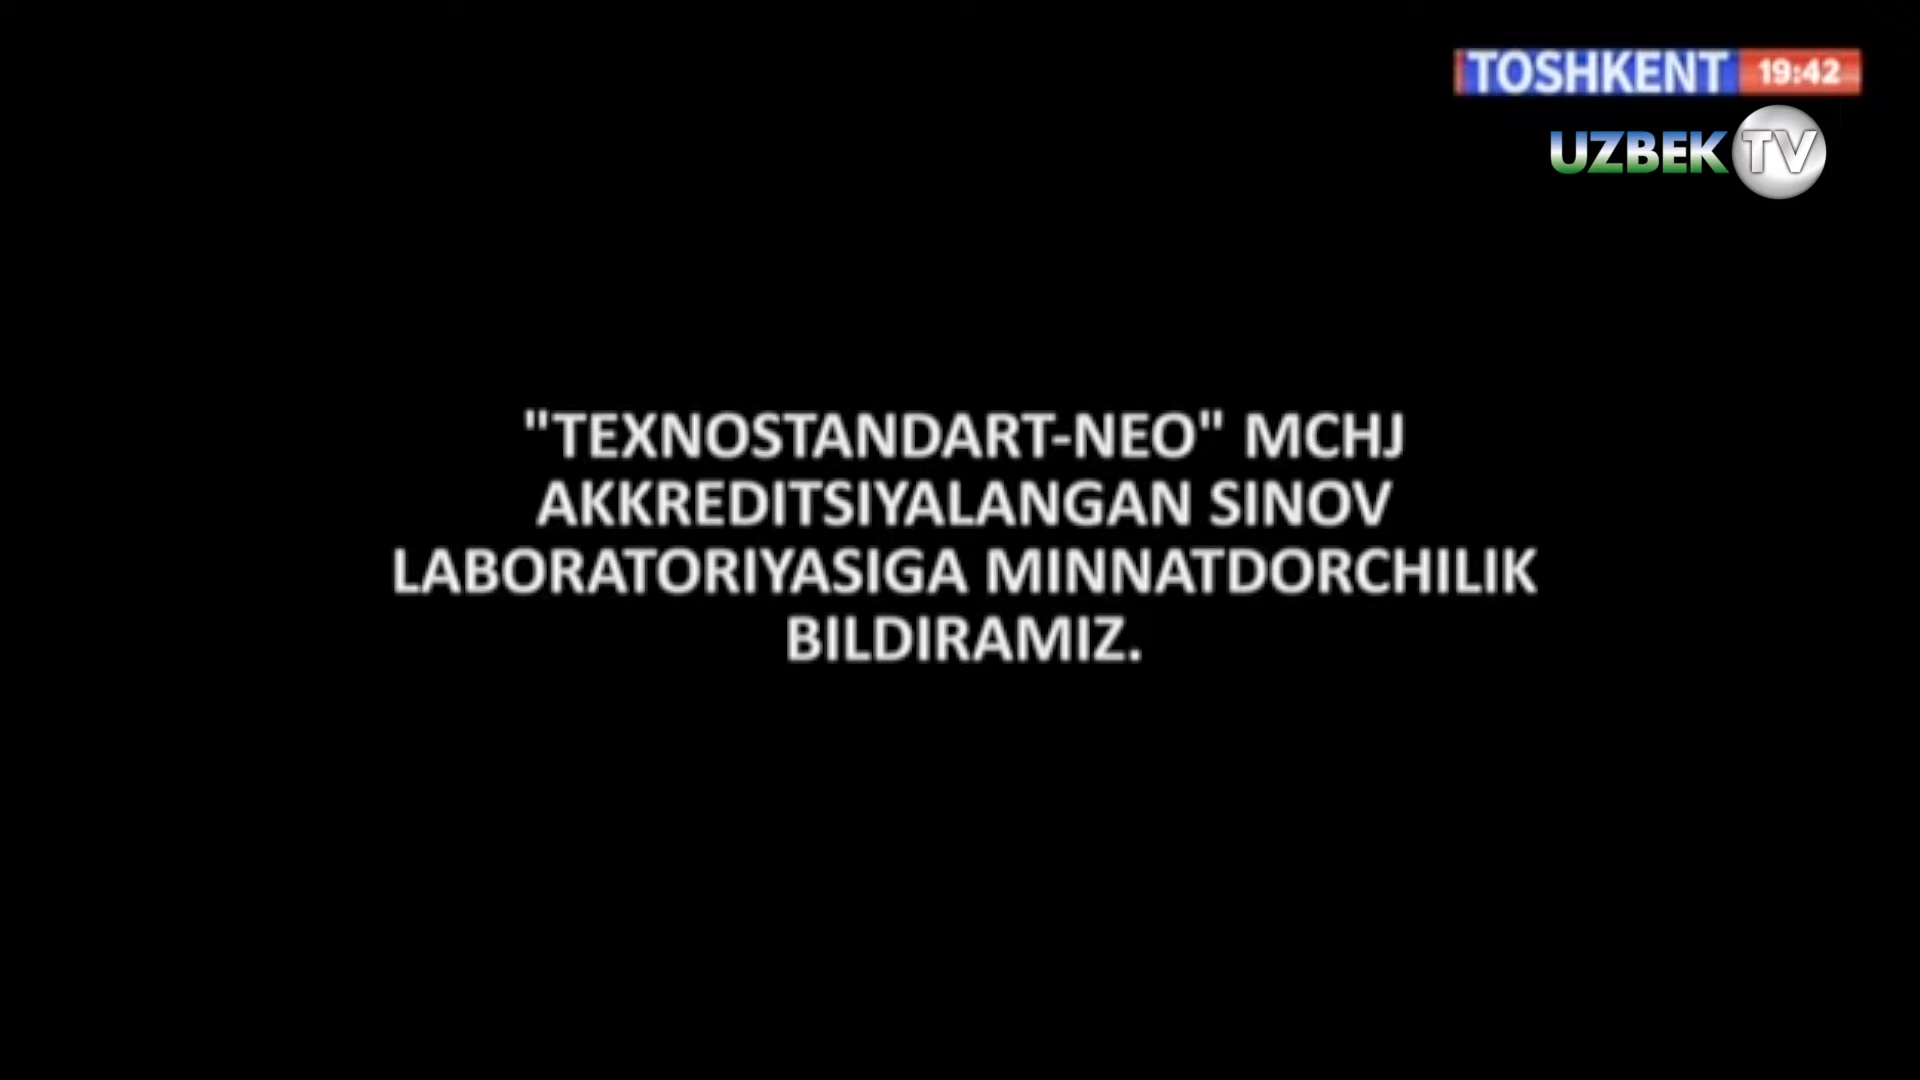 TOSHKENT 19:42
UZBEK TV
"TEXNOSTANDART-NEO" MCHJ
AKKREDITSIYALANGAN SINOV
LABORATORIYASIGA MINNATDORCHILIK
BILDIRAMIZ.